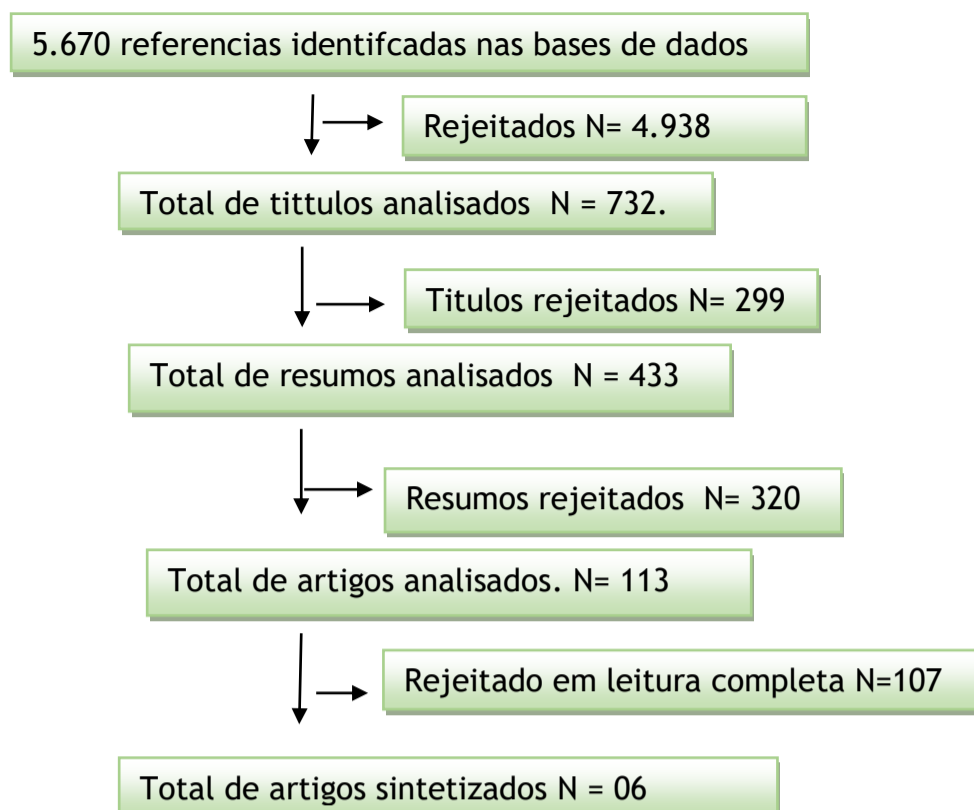 5.670 referencias identifcadas nas bases de dados
Rejeitados N= 4.938
Total de tittulos analisados N = 732.
Titulos rejeitados N= 299
Total de resumos analisados N = 433
Resumos rejeitados N= 320
Total de artigos analisados. N= 113
Rejeitado em leitura completa N=107
Total de artigos sintetizados N = 06